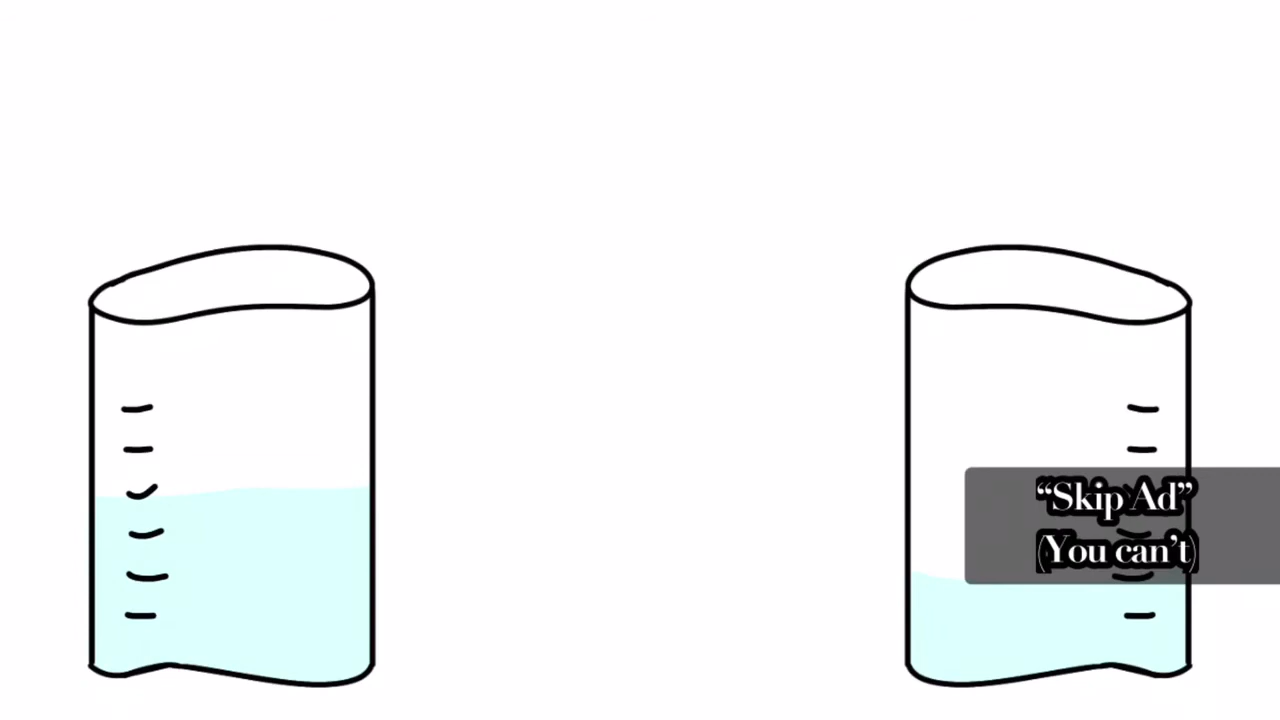 “Skip Ad”
(You can’t)